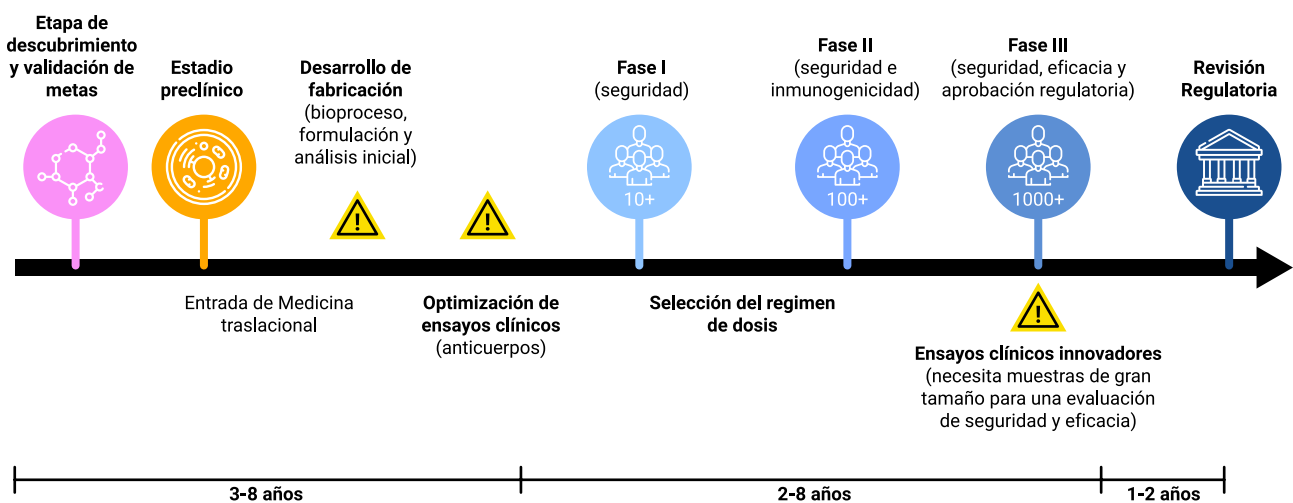 Etapa de
descubrimiento
y validación de
metas
Estadio
preclínico
Desarrollo de
fabricación
(bioproceso,
formulación y
análisis inicial)
Fase I
(seguridad)
Fase II
(seguridad e
inmunogenicidad)
Fase III
(seguridad, eficacia y
aprobación regulatoria)
Revisión
Regulatoria
10+
100+
1000+
Entrada de Medicina
traslacional
Optimización de
ensayos clínicos
(anticuerpos)
Selección del regimen
de dosis
Ensayos clínicos innovadores
(necesita muestras de gran
tamaño para una evaluación
de seguridad y eficacia)
3-8 años
2-8 años
1-2 años